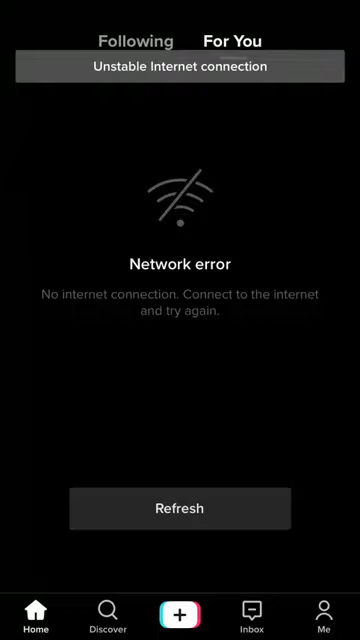 Following For You
Unstable Internet connection
Network error
No internet connection. Connect to the internet
and try again.
Refresh
Home Discover Inbox Me